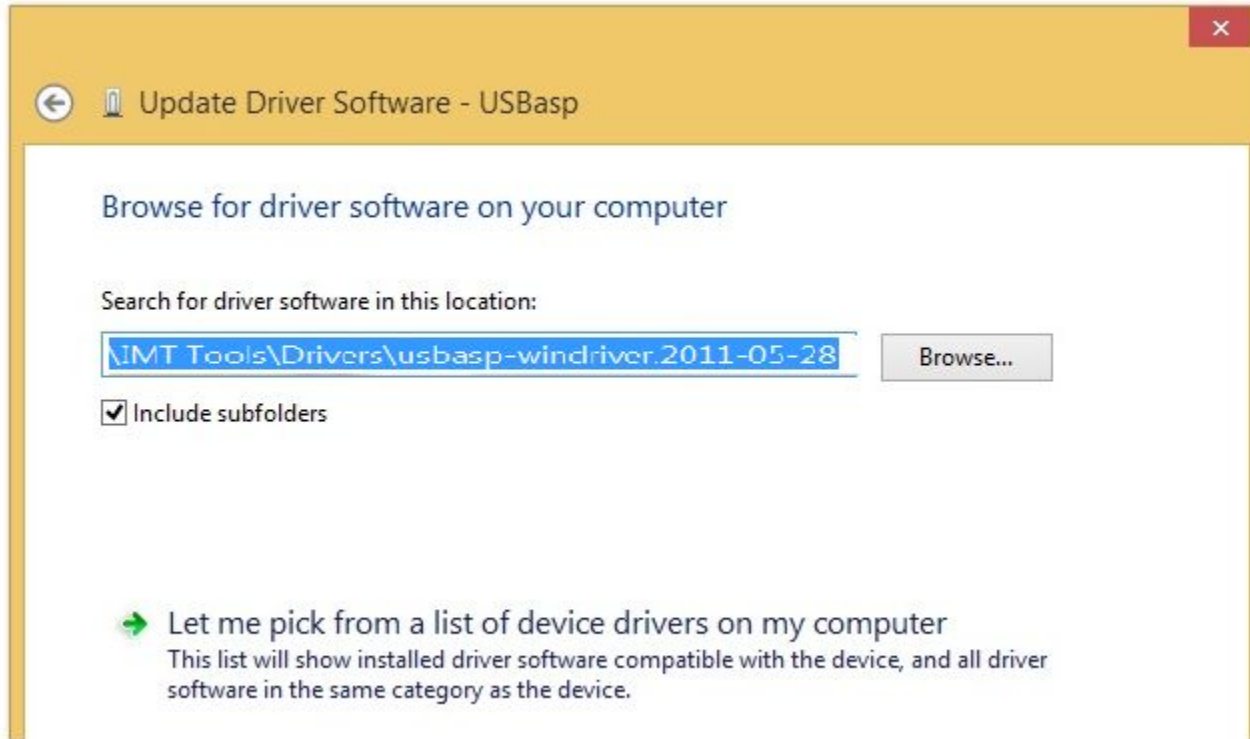 Update Driver Software - USBasp
Browse for driver software on your computer
Search for driver software in this location:
\IMT Tools\Drivers\usbasp-windriver.2011-05-28
Browse...
Include subfolders
Let me pick from a list of device drivers on my computer
This list will show installed driver software compatible with the device, and all driver
software in the same category as the device.